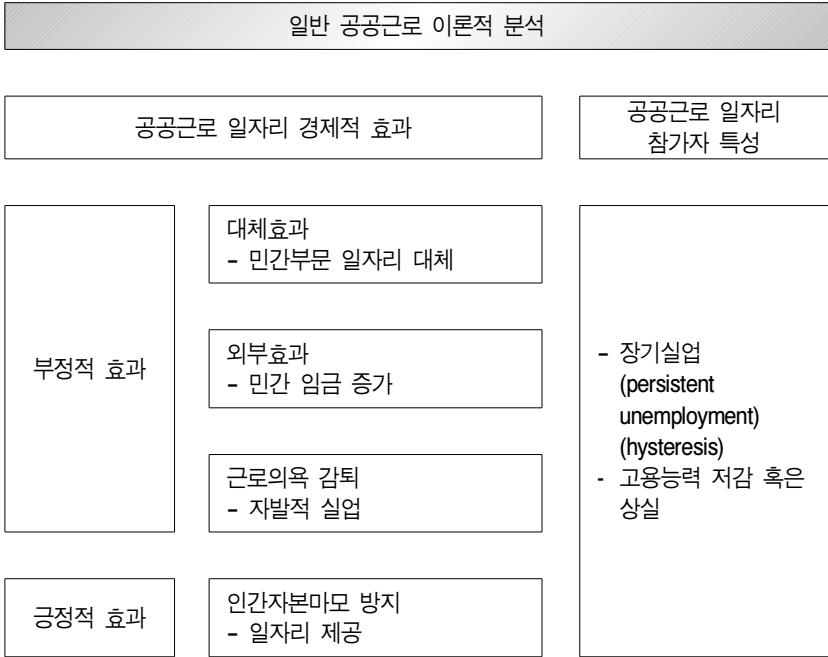 일반 공공근로 이론적 분석
공공근로 일자리 경제적 효과
공공근로 일자리
참가자 특성
부정적 효과
대체효과
- 민간부문 일자리 대체
외부효과
- 민간 임금 증가
근로의욕 감퇴
- 자발적 실업
긍정적 효과
인간자본마모 방지
- 일자리 제공
- 장기실업
(persistent
unemployment)
(hysteresis)
- 고용능력 저감 혹은
상실